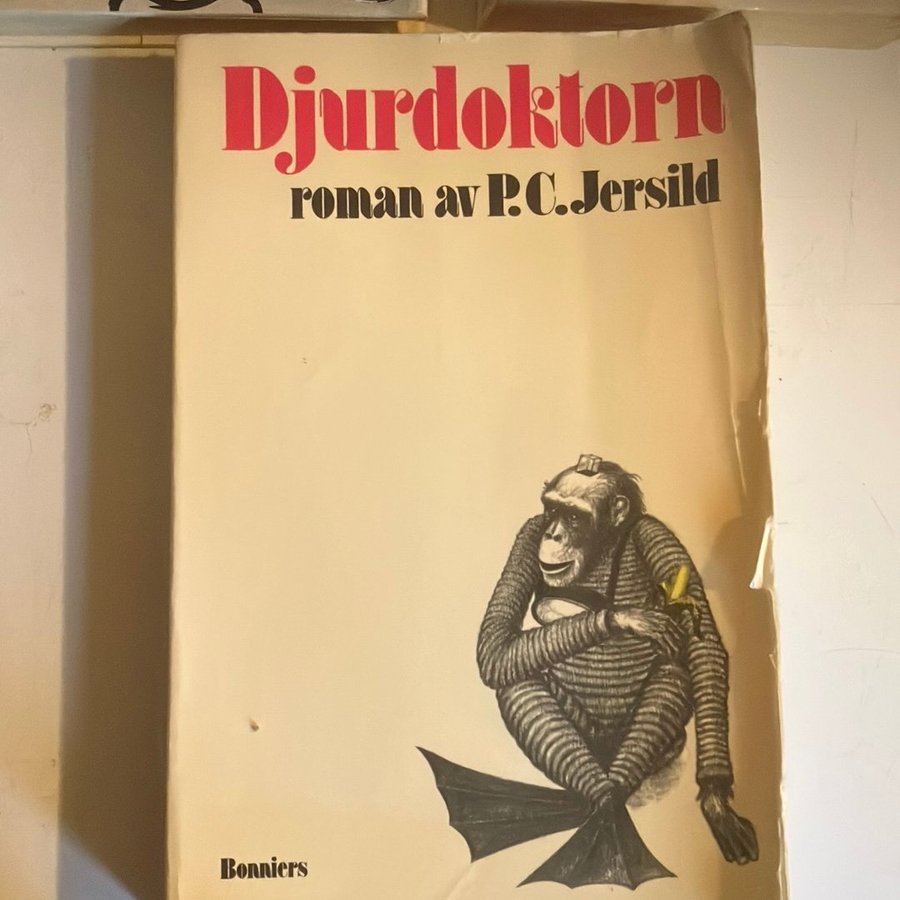 Djurdoktorn
roman av P.C. Jersild
Bonniers